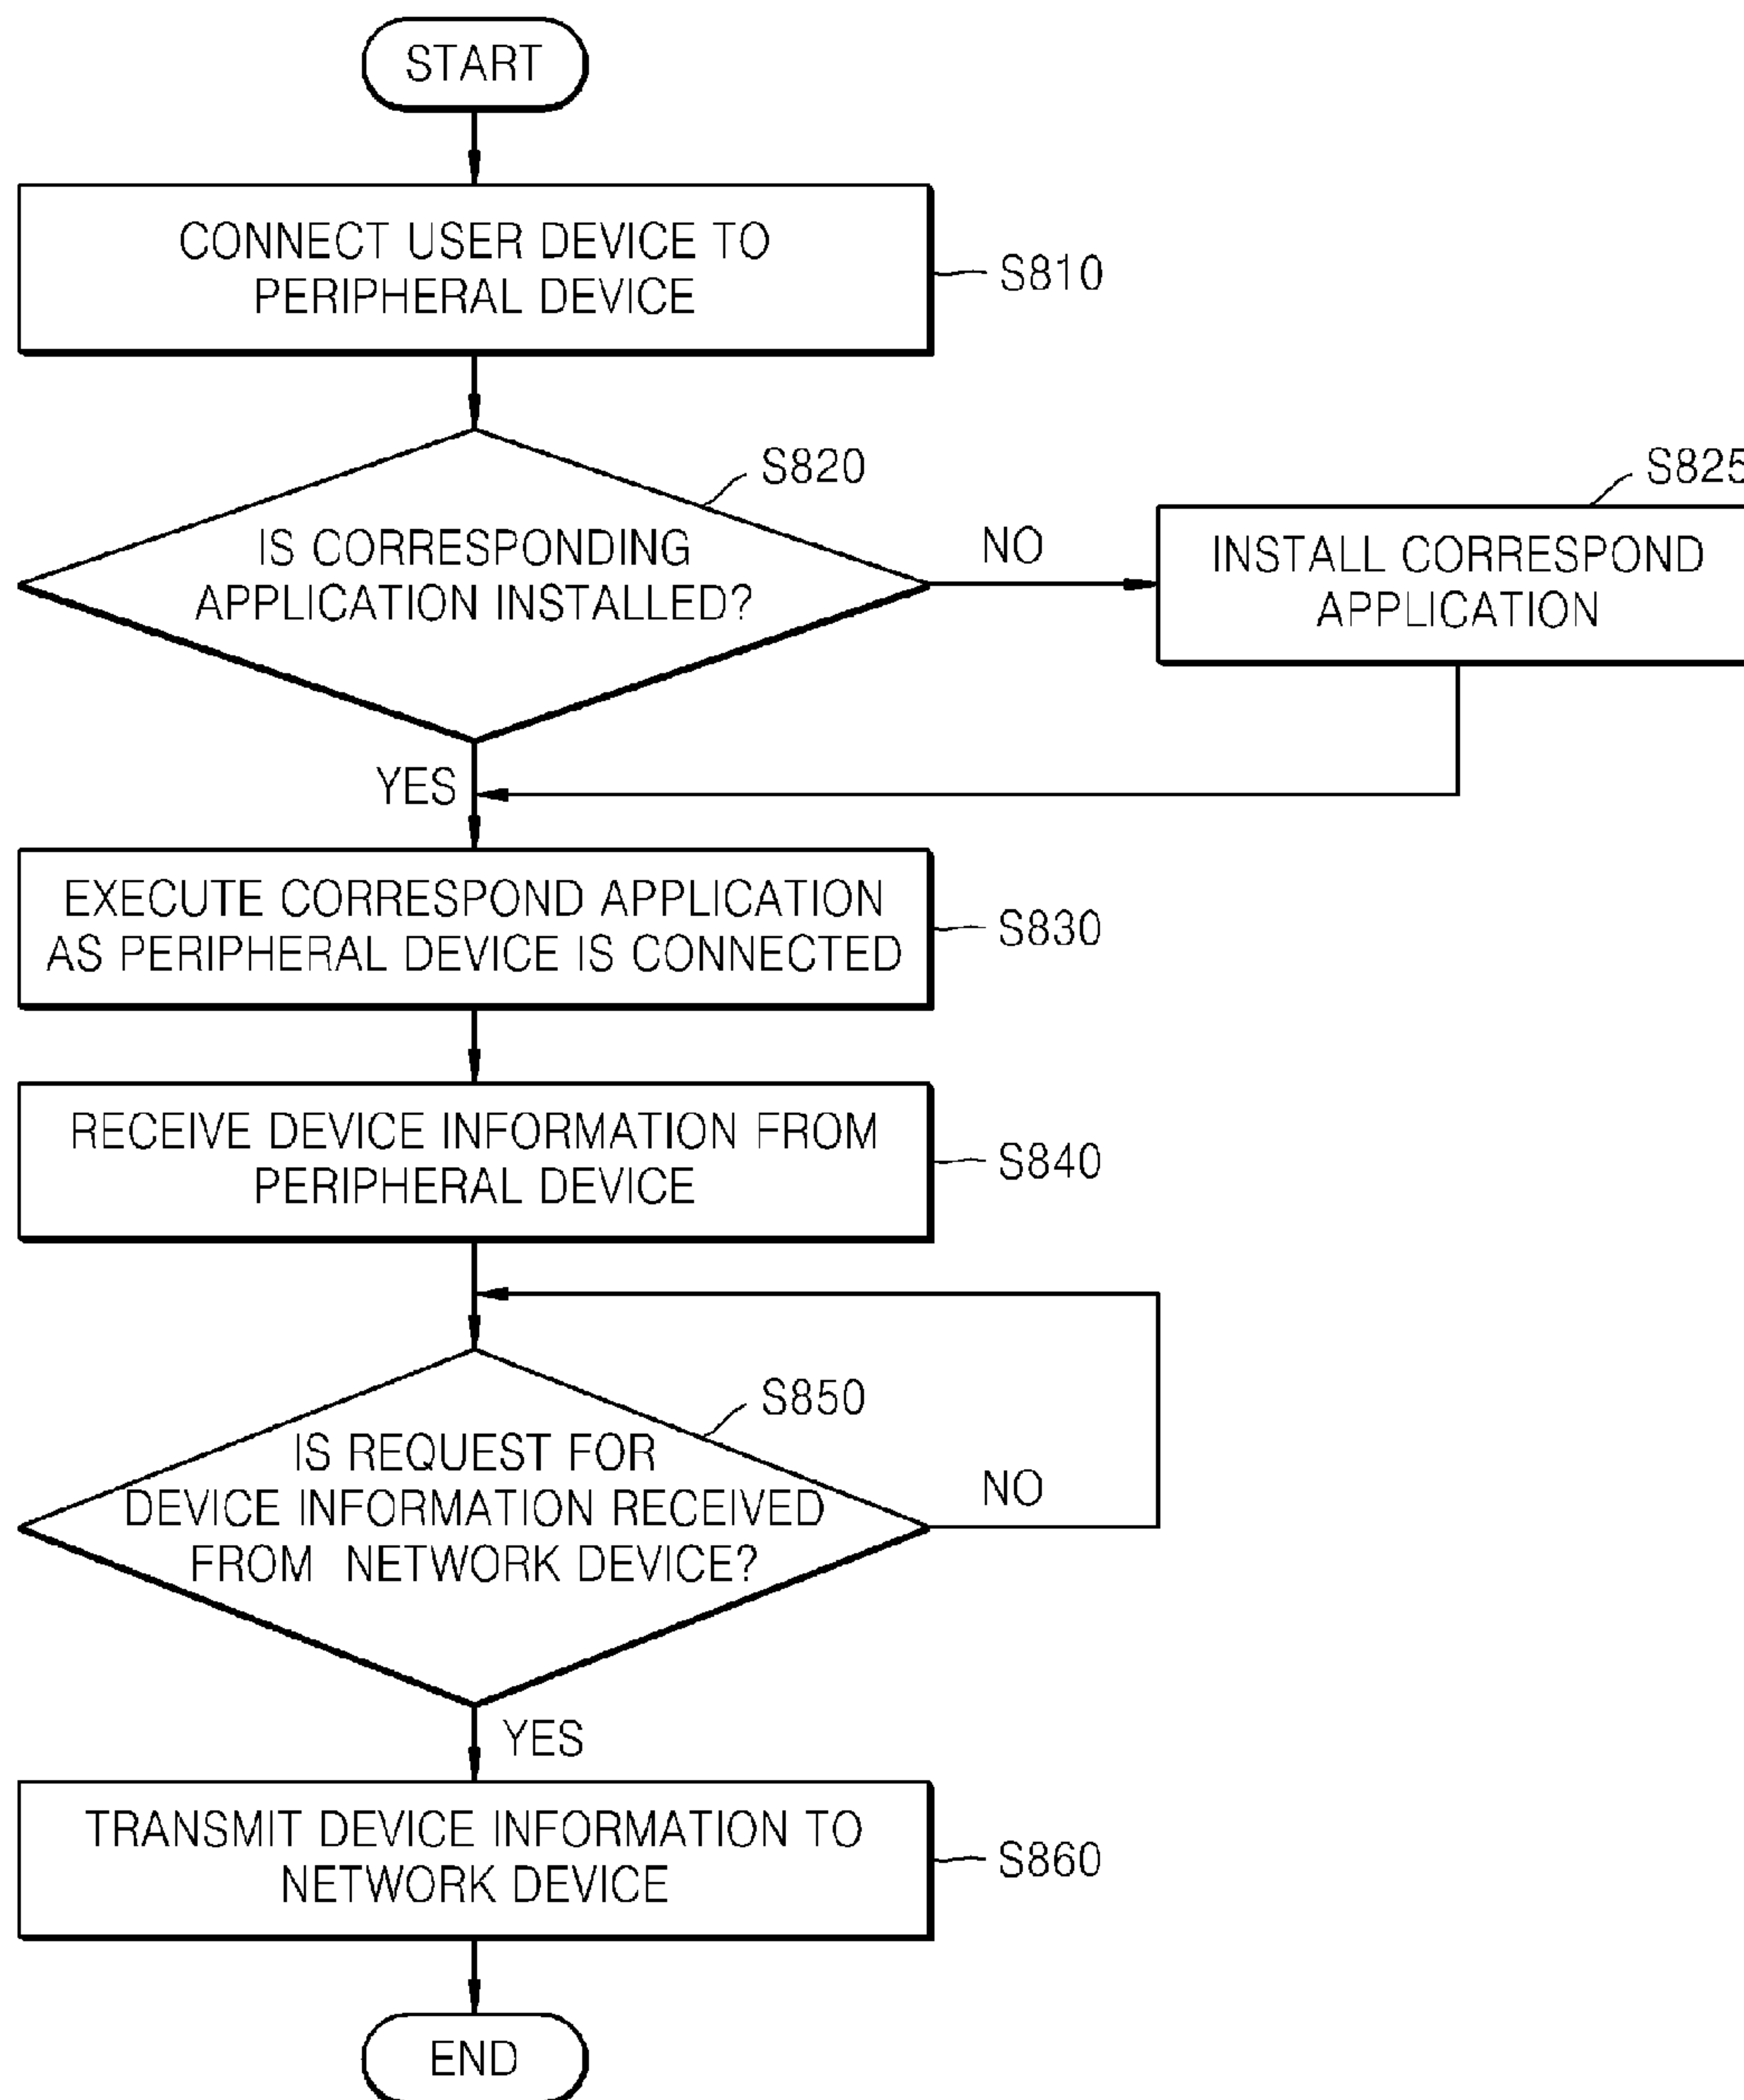 START
CONNECT USER DEVICE TO
PERIPHERAL DEVICE
S810
S820
IS CORRESPONDING
APPLICATION INSTALLED?
NO
S825
INSTALL CORRESPOND
APPLICATION
YES
EXECUTE CORRESPOND APPLICATION
AS PERIPHERAL DEVICE IS CONNECTED
S830
RECEIVE DEVICE INFORMATION FROM
PERIPHERAL DEVICE
S840
S850
IS REQUEST FOR
DEVICE INFORMATION RECEIVED
FROM NETWORK DEVICE?
NO
YES
TRANSMIT DEVICE INFORMATION TO
NETWORK DEVICE
S860
END